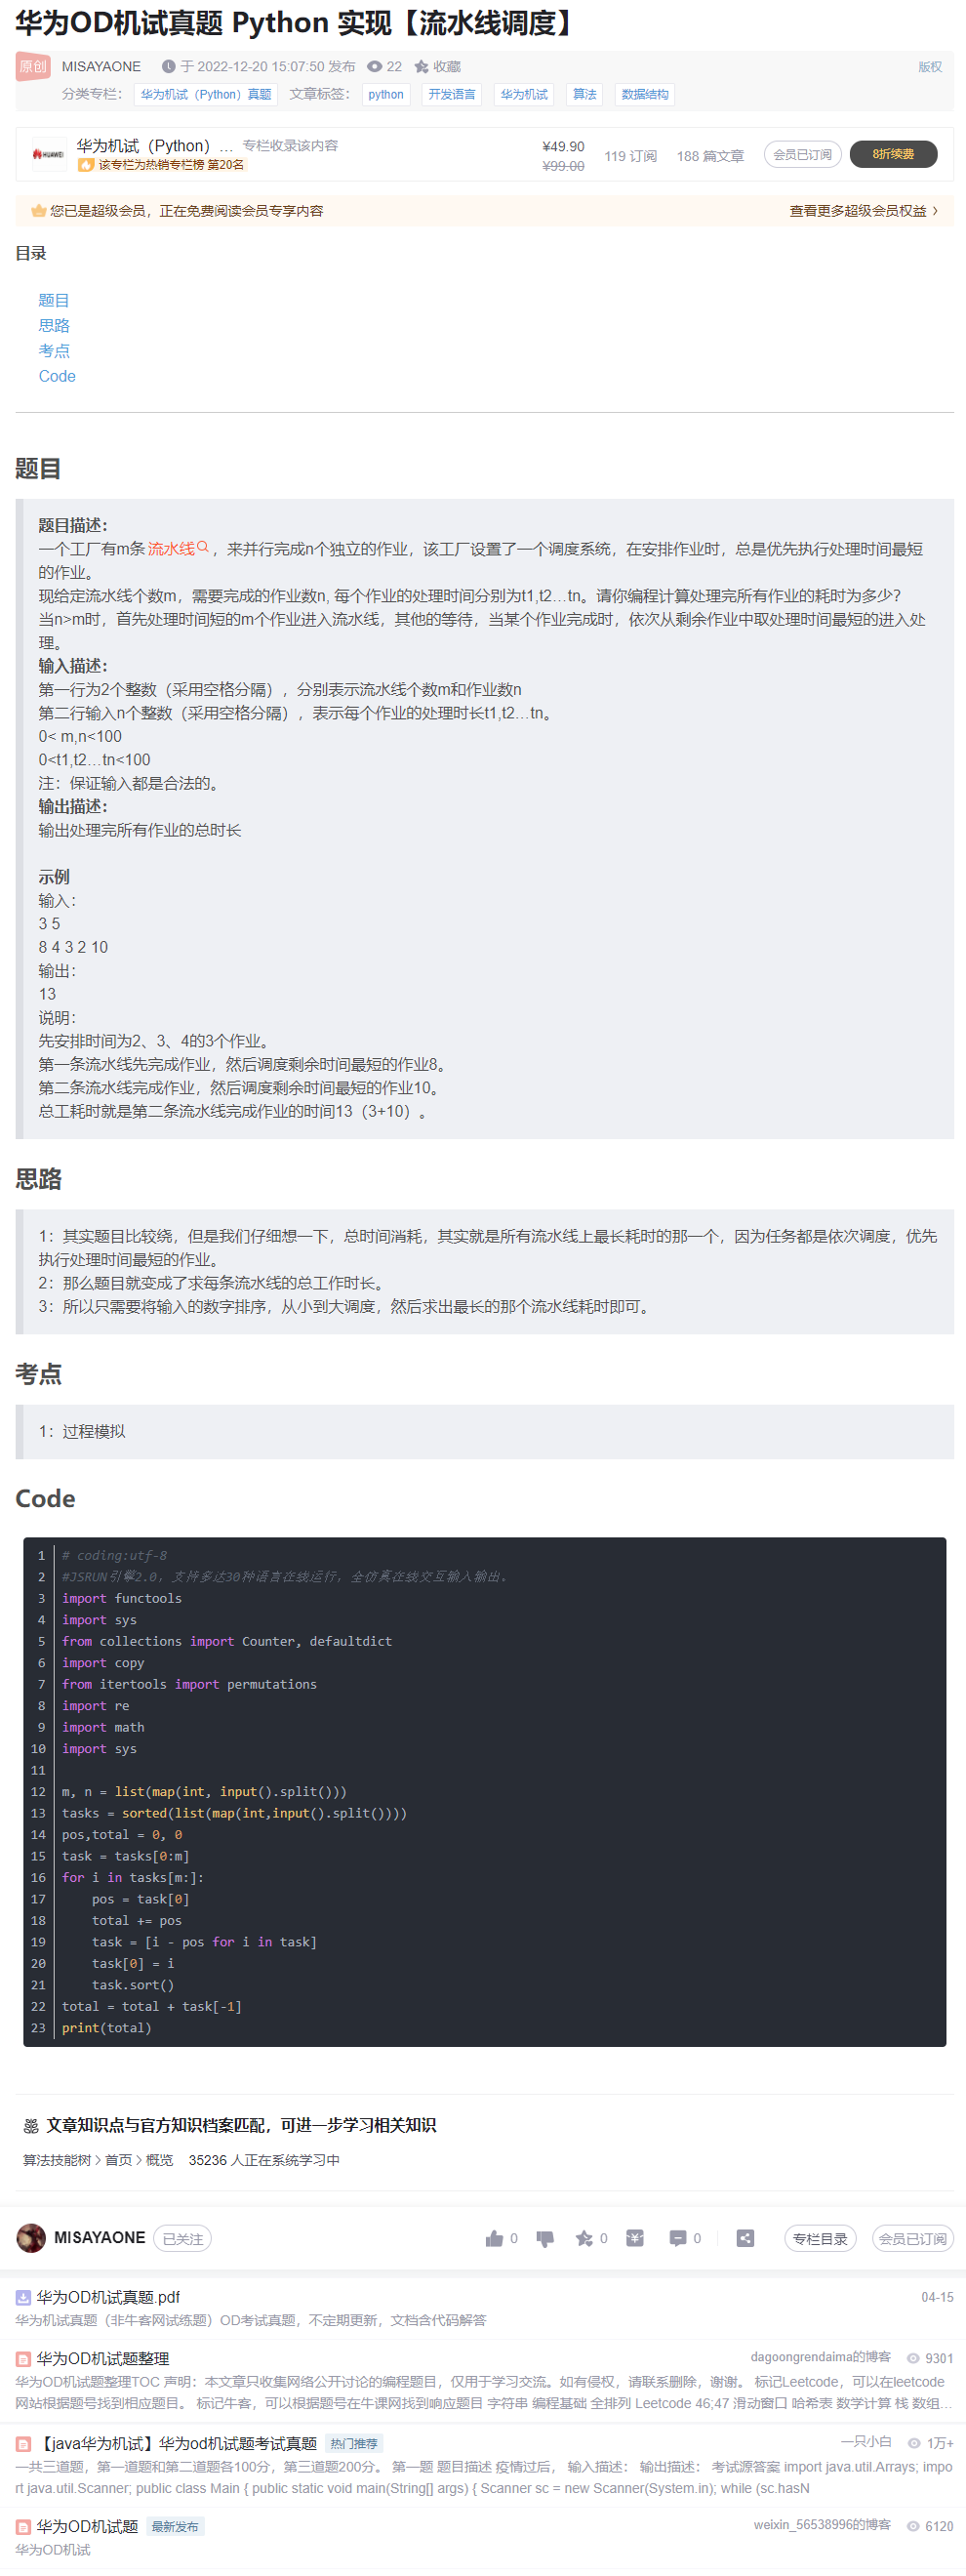 华为OD机试真题 Python 实现【流水线调度】
原创 MISAYAONE 于 2022-12-20 15:07:50 发布 22 收藏 版权
分类专栏： 华为机试（Python）真题 文章标签： python 开发语言 华为机试 算法 数据结构
华为机试（Python）... 专栏收录该内容 ¥49.90 119 订阅 188 篇文章 会员已订阅 8折续费
HUAWEI 该专栏为热销专栏榜 第20名 ¥99.00
您已是超级会员，正在免费阅读会员专享内容 查看更多超级会员权益
目录
题目
思路
考点
Code
题目
题目描述：
一个工厂有m条流水线，来并行完成n个独立的作业，该工厂设置了一个调度系统，在安排作业时，总是优先执行处理时间最短
的作业。
现给定流水线个数m，需要完成的作业数n, 每个作业的处理时间分别为t1,t2…tn。请你编程计算处理完所有作业的耗时为多少?
当n>m时，首先处理时间短的m个作业进入流水线，其他的等待，当某个作业完成时，依次从剩余作业中取处理时间最短的进入处
理。
输入描述：
第一行为2个整数（采用空格分隔），分别表示流水线个数m和作业数n
第二行输入n个整数（采用空格分隔），表示每个作业的处理时长t1,t2…tn。
0< m,n<100
0<t1,t2…tn<100
注：保证输入都是合法的。
输出描述：
输出处理完所有作业的总时长
示例
输入：
3 5
8 4 3 2 10
输出：
13
说明：
先安排时间为2、3、4的3个作业。
第一条流水线先完成作业，然后调度剩余时间最短的作业8。
第二条流水线完成作业，然后调度剩余时间最短的作业10。
总工耗时就是第二条流水线完成作业的时间13（3+10）。
思路
1：其实题目比较绕，但是我们仔细想一下，总时间消耗，其实就是所有流水线上最长耗时的那一个，因为任务都是依次调度，优先
执行处理时间最短的作业。
2：那么题目就变成了求每条流水线的总工作时长。
3：所以只需要将输入的数字排序，从小到大调度，然后求出最长的那个流水线耗时即可。
考点
1：过程模拟
Code
1 # coding:utf-8
2 #JSRUN引擎2.0，支持多达30种语言在线运行，全仿真在线交互输入输出。
3 import functools
4 import sys
5 from collections import Counter, defaultdict
6 import copy
7 from itertools import permutations
8 import re
9 import math
10 import sys
11
12 m, n = list(map(int, input().split()))
13 tasks = sorted(list(map(int,input().split())))
14 pos,total = 0, 0
15 task = tasks[0:m]
16 for i in tasks[m:]:
17     pos = task[0]
18     total += pos
19     task = [i - pos for i in task]
20     task[0] = i
21     task.sort()
22 total = total + task[-1]
23 print(total)
文章知识点与官方知识档案匹配，可进一步学习相关知识
算法技能树 > 首页 > 概览 35236 人正在系统学习中
MISAYAONE 已关注 0 0 0 专栏目录 会员已订阅
华为OD机试真题.pdf 04-15
华为机试真题（非牛客网试练题）OD考试真题，不定期更新，文档含代码解答
华为OD机试题整理 dagoongrendaima的博客 9301
华为OD机试题整理TOC 声明：本文章只收集网络公开讨论的编程题目，仅用于学习交流。如有侵权，请联系删除，谢谢。 标记Leetcode，可以在leetcode
网站根据题号找到相应题目。 标记牛客，可以根据题号在牛课网找到响应题目 字符串 编程基础 全排列 Leetcode 46;47 滑动窗口 哈希表 数学计算 栈 数组...
【java华为机试】华为od机试题考试真题 热门推荐 一只小白 1万+
一共三道题，第一道题和第二道题各100分，第三道题200分。 第一题 题目描述 疫情过后， 输入描述： 输出描述： 考试源答案 import java.util.Arrays; impo
rt java.util.Scanner; public class Main { public static void main(String[] args) { Scanner sc = new Scanner(System.in); while (sc.hasN
华为OD机试题 最新发布 weixin_56538996的博客 6120
华为OD机试